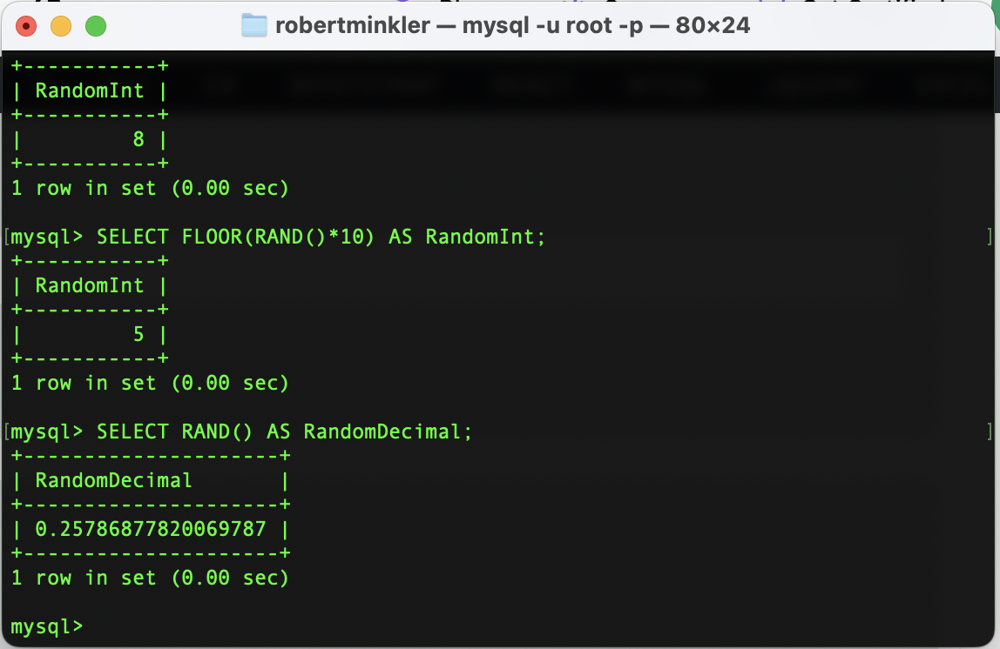 robertminkler — mysql -u root -p — 80×24
+-----------+
| RandomInt |
+-----------+
|         8 |
+-----------+
1 row in set (0.00 sec)
[mysql> SELECT FLOOR(RAND()*10) AS RandomInt; ]
+-----------+
| RandomInt |
+-----------+
|         5 |
+-----------+
1 row in set (0.00 sec)
[mysql> SELECT RAND() AS RandomDecimal; ]
+---------------------+
| RandomDecimal       |
+---------------------+
| 0.25786877820069787 |
+---------------------+
1 row in set (0.00 sec)
mysql>